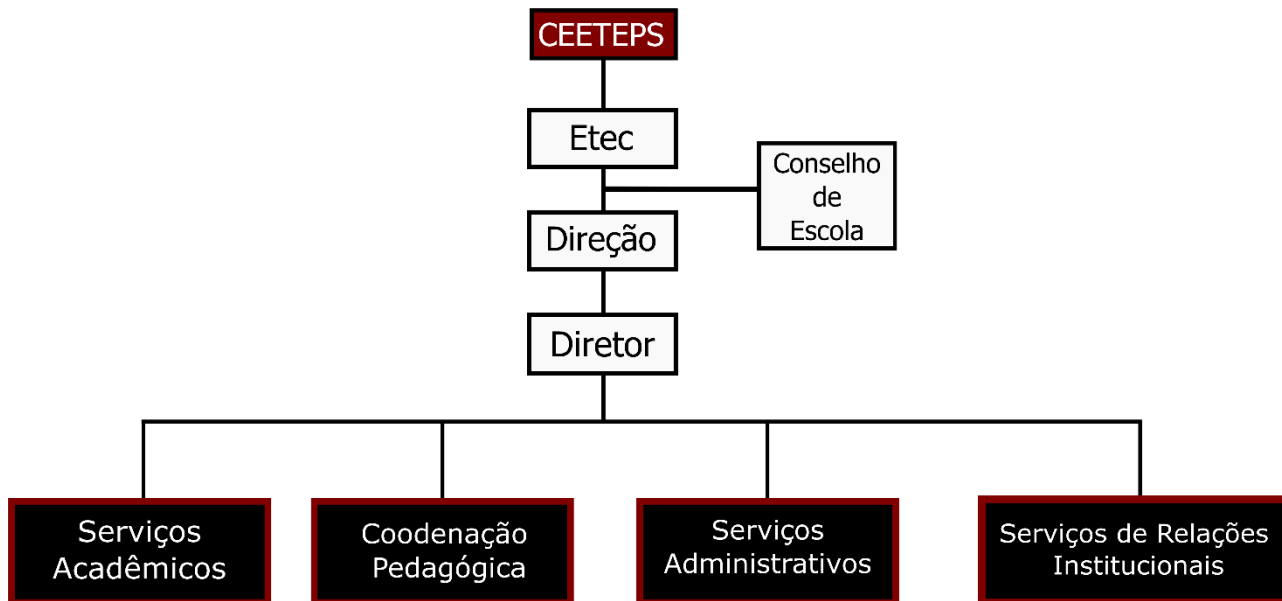 CEETEPS
Etec
Conselho
de
Escola
Direção
Diretor
Serviços
Acadêmicos
Coodenação
Pedagógica
Serviços
Administrativos
Serviços de Relações
Institucionais